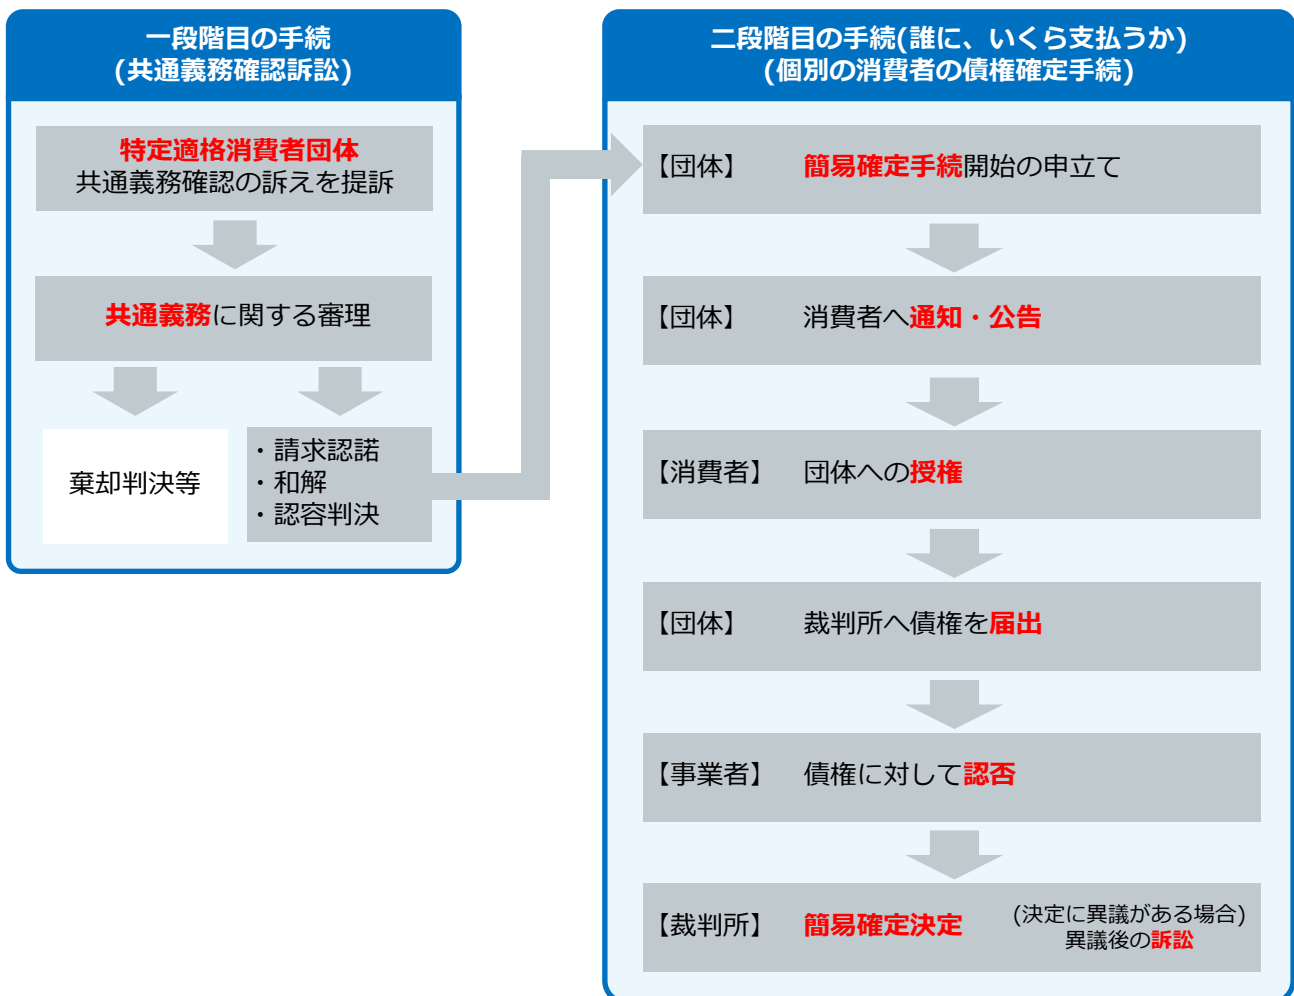 一段階目の手続
(共通義務確認訴訟)
特定適格消費者団体
共通義務確認の訴えを提訴
共通義務に関する審理
棄却判決等
・請求認諾
・和解
・認容判決
二段階目の手続(誰に、いくら支払うか)
(個別の消費者の債権確定手続)
【団体】 簡易確定手続開始の申立て
【団体】 消費者へ通知・公告
【消費者】 団体への授権
【団体】 裁判所へ債権を届出
【事業者】 債権に対して認否
【裁判所】 簡易確定決定
(決定に異議がある場合)
異議後の訴訟